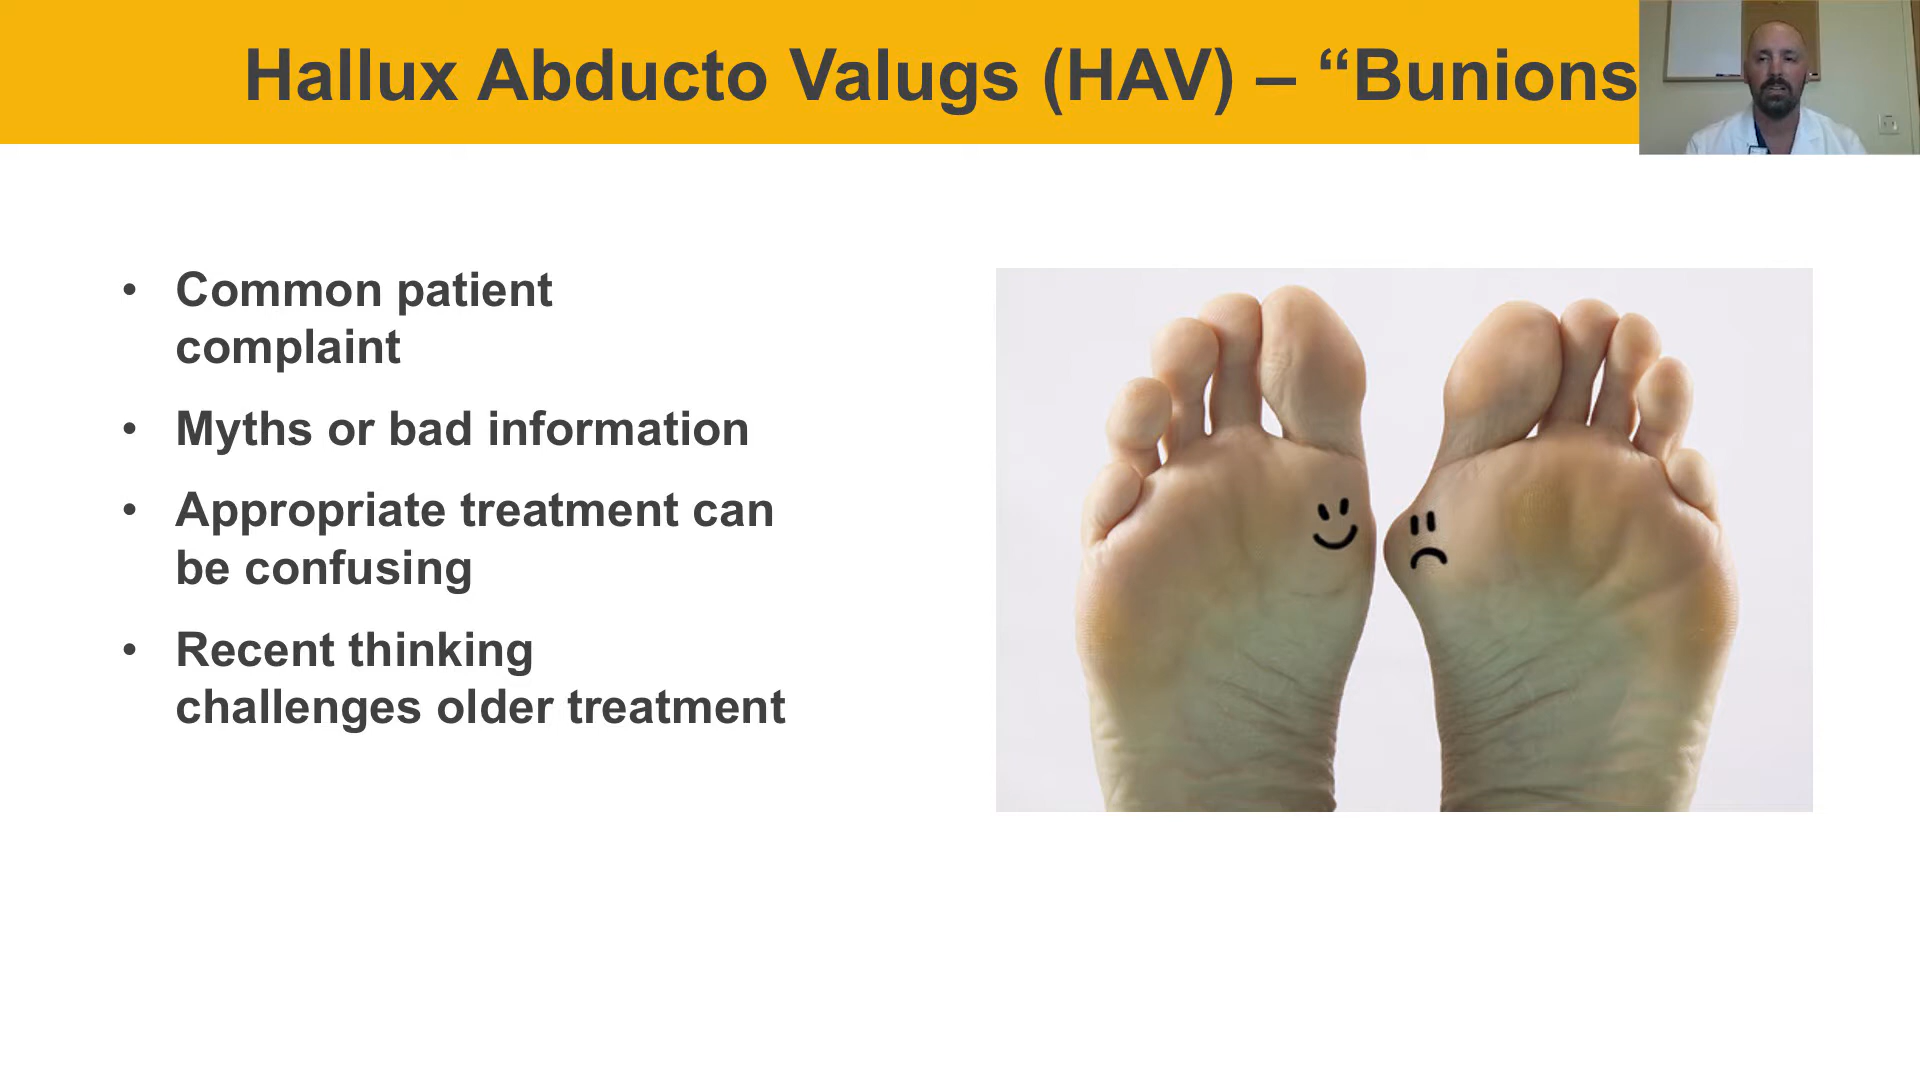 Hallux Abducto Valugs (HAV) – “Bunions
• Common patient
complaint
• Myths or bad information
• Appropriate treatment can
be confusing
• Recent thinking
challenges older treatment